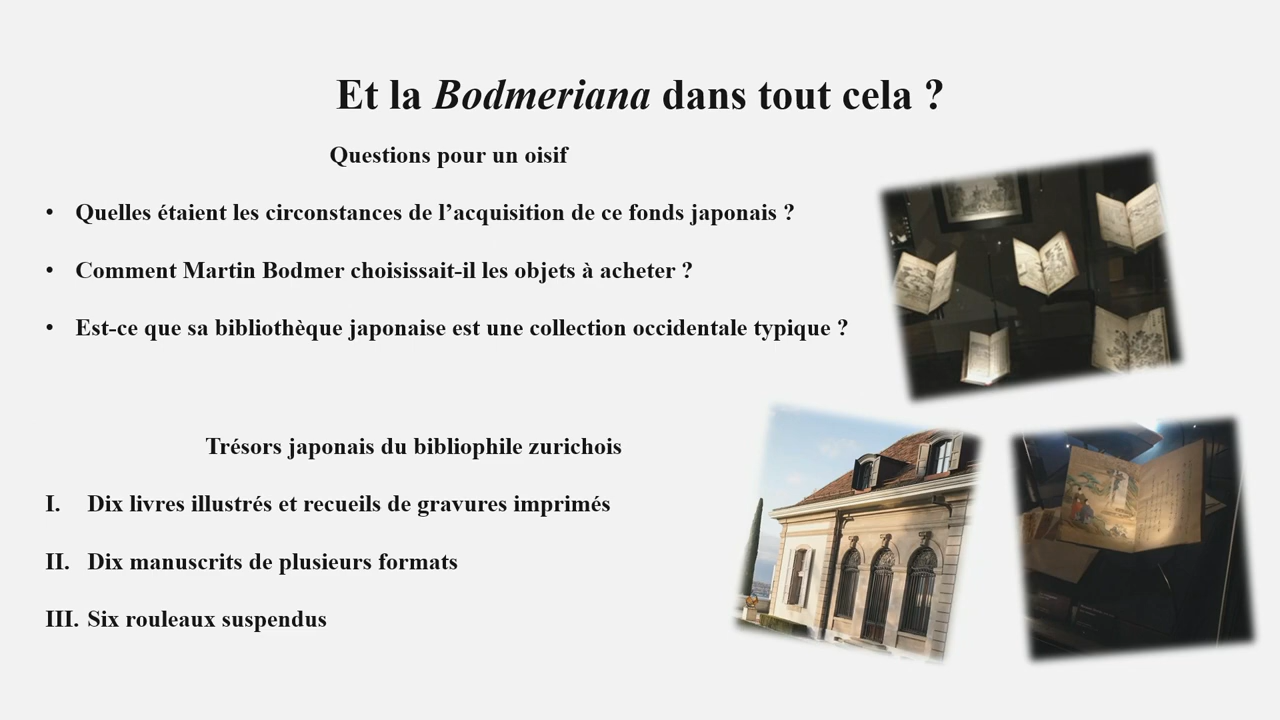 Et la Bodmeriana dans tout cela ?
Questions pour un oisif
• Quelles étaient les circonstances de l’acquisition de ce fonds japonais ?
• Comment Martin Bodmer choisissait-il les objets à acheter ?
• Est-ce que sa bibliothèque japonaise est une collection occidentale typique ?
Trésors japonais du bibliophile zurichois
I. Dix livres illustrés et recueils de gravures imprimés
II. Dix manuscrits de plusieurs formats
III. Six rouleaux suspendus